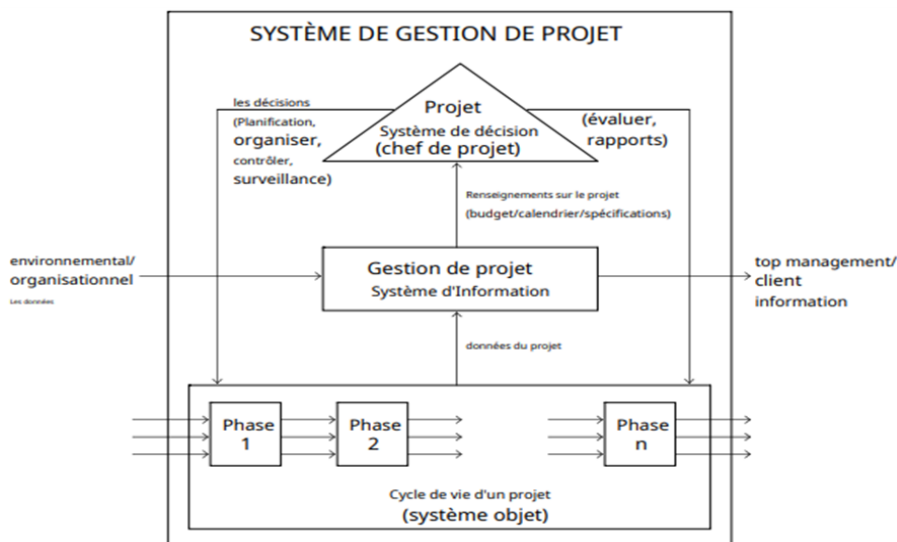 SYSTÈME DE GESTION DE PROJET
les décisions
(Planification,
organiser,
contrôler,
surveillance)
Projet
Système de décision
(chef de projet)
(évaluer,
rapports)
Renseignements sur le projet
(budget/calendrier/spécifications)
environnemental/
organisationnel
Les données
Gestion de projet
Système d'Information
top management/
client
information
données du projet
Phase
1
Phase
2
Phase
n
Cycle de vie d'un projet
(système objet)